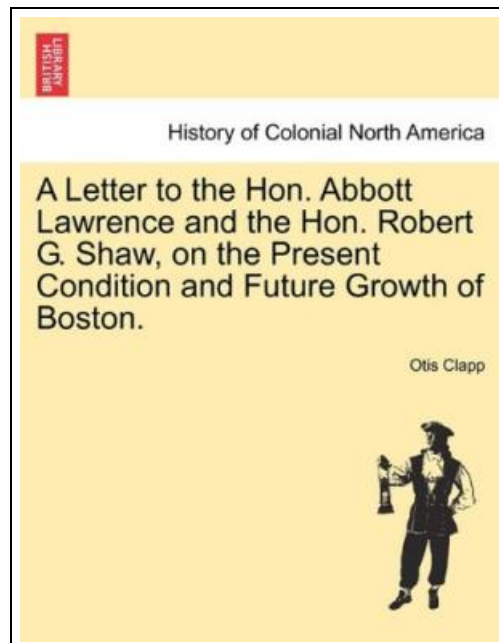 BRITISH
LIBRARY
History of Colonial North America
A Letter to the Hon. Abbott
Lawrence and the Hon. Robert
G. Shaw, on the Present
Condition and Future Growth of
Boston.
Otis Clapp